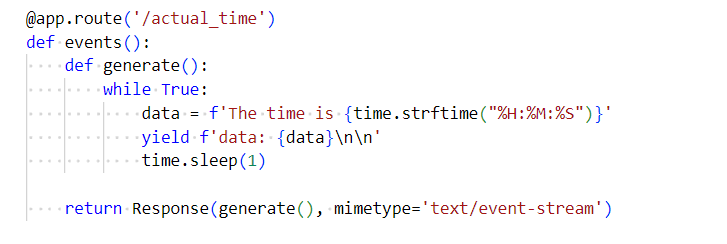 @app.route('/actual_time')
def events():
    def generate():
        while True:
            data = f'The time is {time.strftime("%H:%M:%S")}'
            yield f'data: {data}\n\n'
            time.sleep(1)

    return Response(generate(), mimetype='text/event-stream')